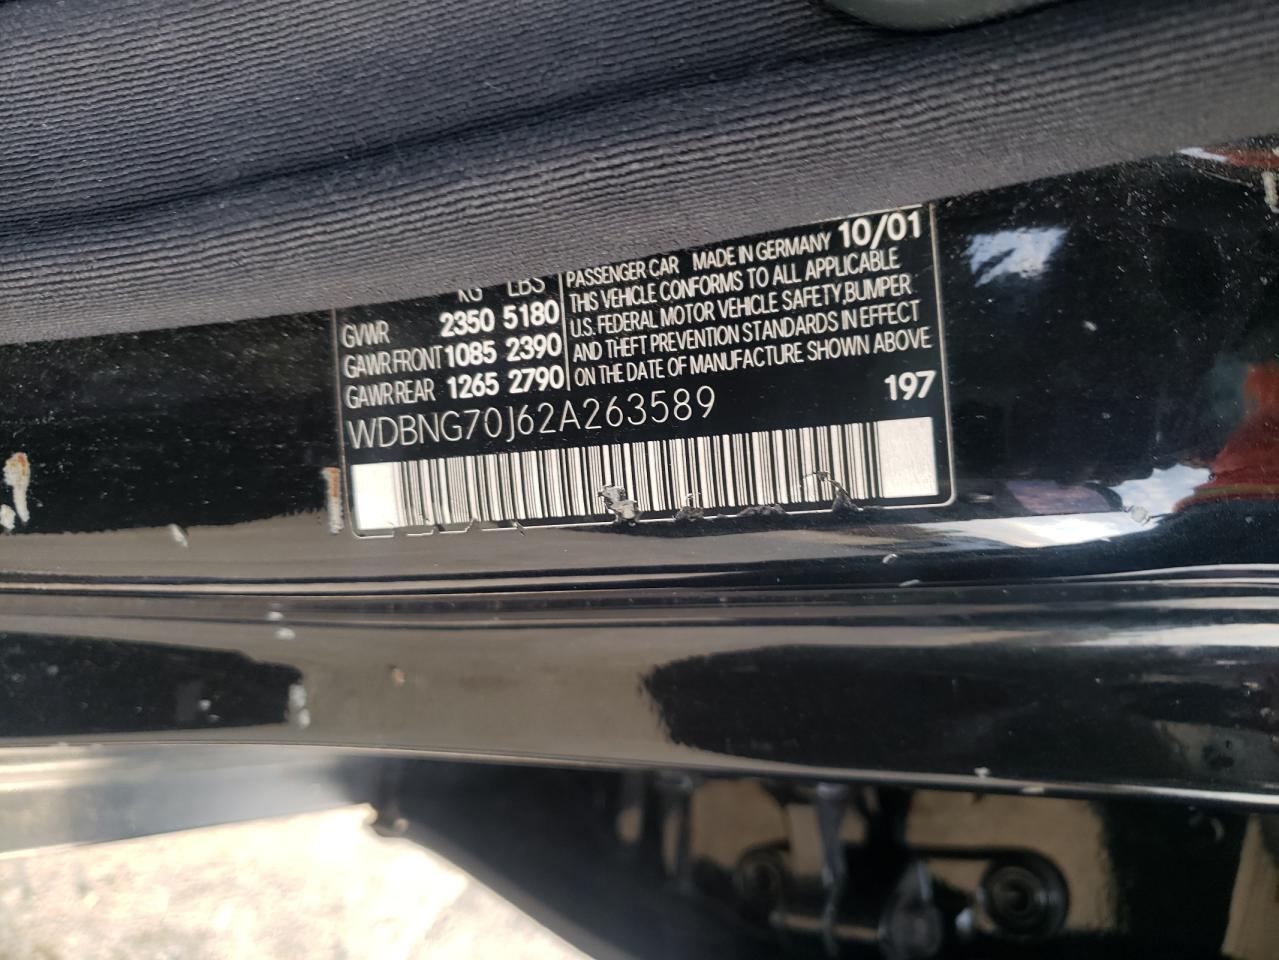 KG LBS
GVWR 2350 5180
GAWR FRONT 1085 2390
GAWR REAR 1265 2790
PASSENGER CAR MADE IN GERMANY 10/01
THIS VEHICLE CONFORMS TO ALL APPLICABLE
U.S. FEDERAL MOTOR VEHICLE SAFETY,BUMPER
AND THEFT PREVENTION STANDARDS IN EFFECT
ON THE DATE OF MANUFACTURE SHOWN ABOVE
WDBNG70J62A263589
197